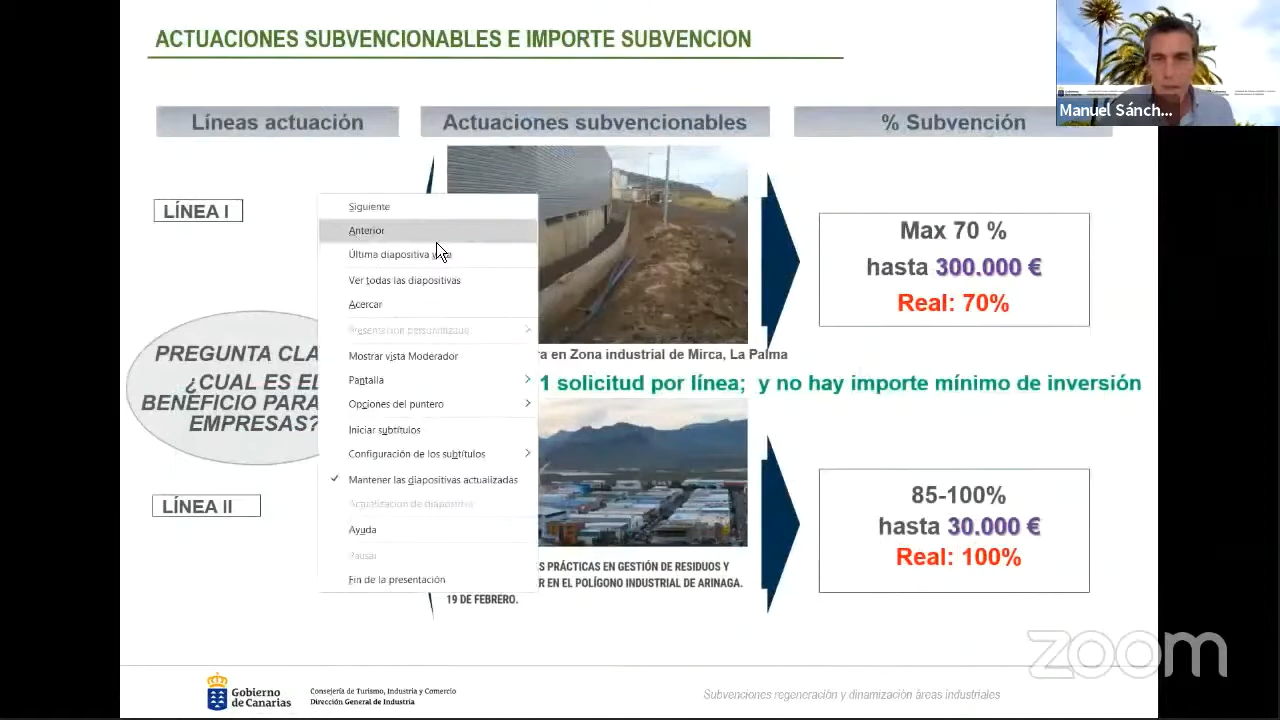 ACTUACIONES SUBVENCIONABLES E IMPORTE SUBVENCION
Manuel Sánch...
Líneas actuación
Actuaciones subvencionables
% Subvención
LÍNEA I
Max 70 %
hasta 300.000 €
Real: 70%
Siguiente
Anterior
Última diapositiva
Ver todas las diapositivas
Acercar
Presentación personalizada
Mostrar vista Moderador
Pantalla
Opciones del puntero
Iniciar subtítulos
Configuración de los subtítulos
Mantener las diapositivas actualizadas
Actualización de diapositiva
Ayuda
Pausar
Fin de la presentación
en Zona industrial de Mirca, La Palma
1 solicitud por línea; y no hay importe mínimo de inversión
PREGUNTA CLA
¿CUAL ES EL
BENEFICIO PARA
EMPRESAS?
LÍNEA II
85-100%
hasta 30.000 €
Real: 100%
PRÁCTICAS EN GESTIÓN DE RESIDUOS Y
EN EL POLÍGONO INDUSTRIAL DE ARINAGA.
19 DE FEBRERO.
zoom
Gobierno
de Canarias
Consejería de Turismo, Industria y Comercio
Dirección General de Industria
Subvenciones regeneración y dinamización áreas industriales